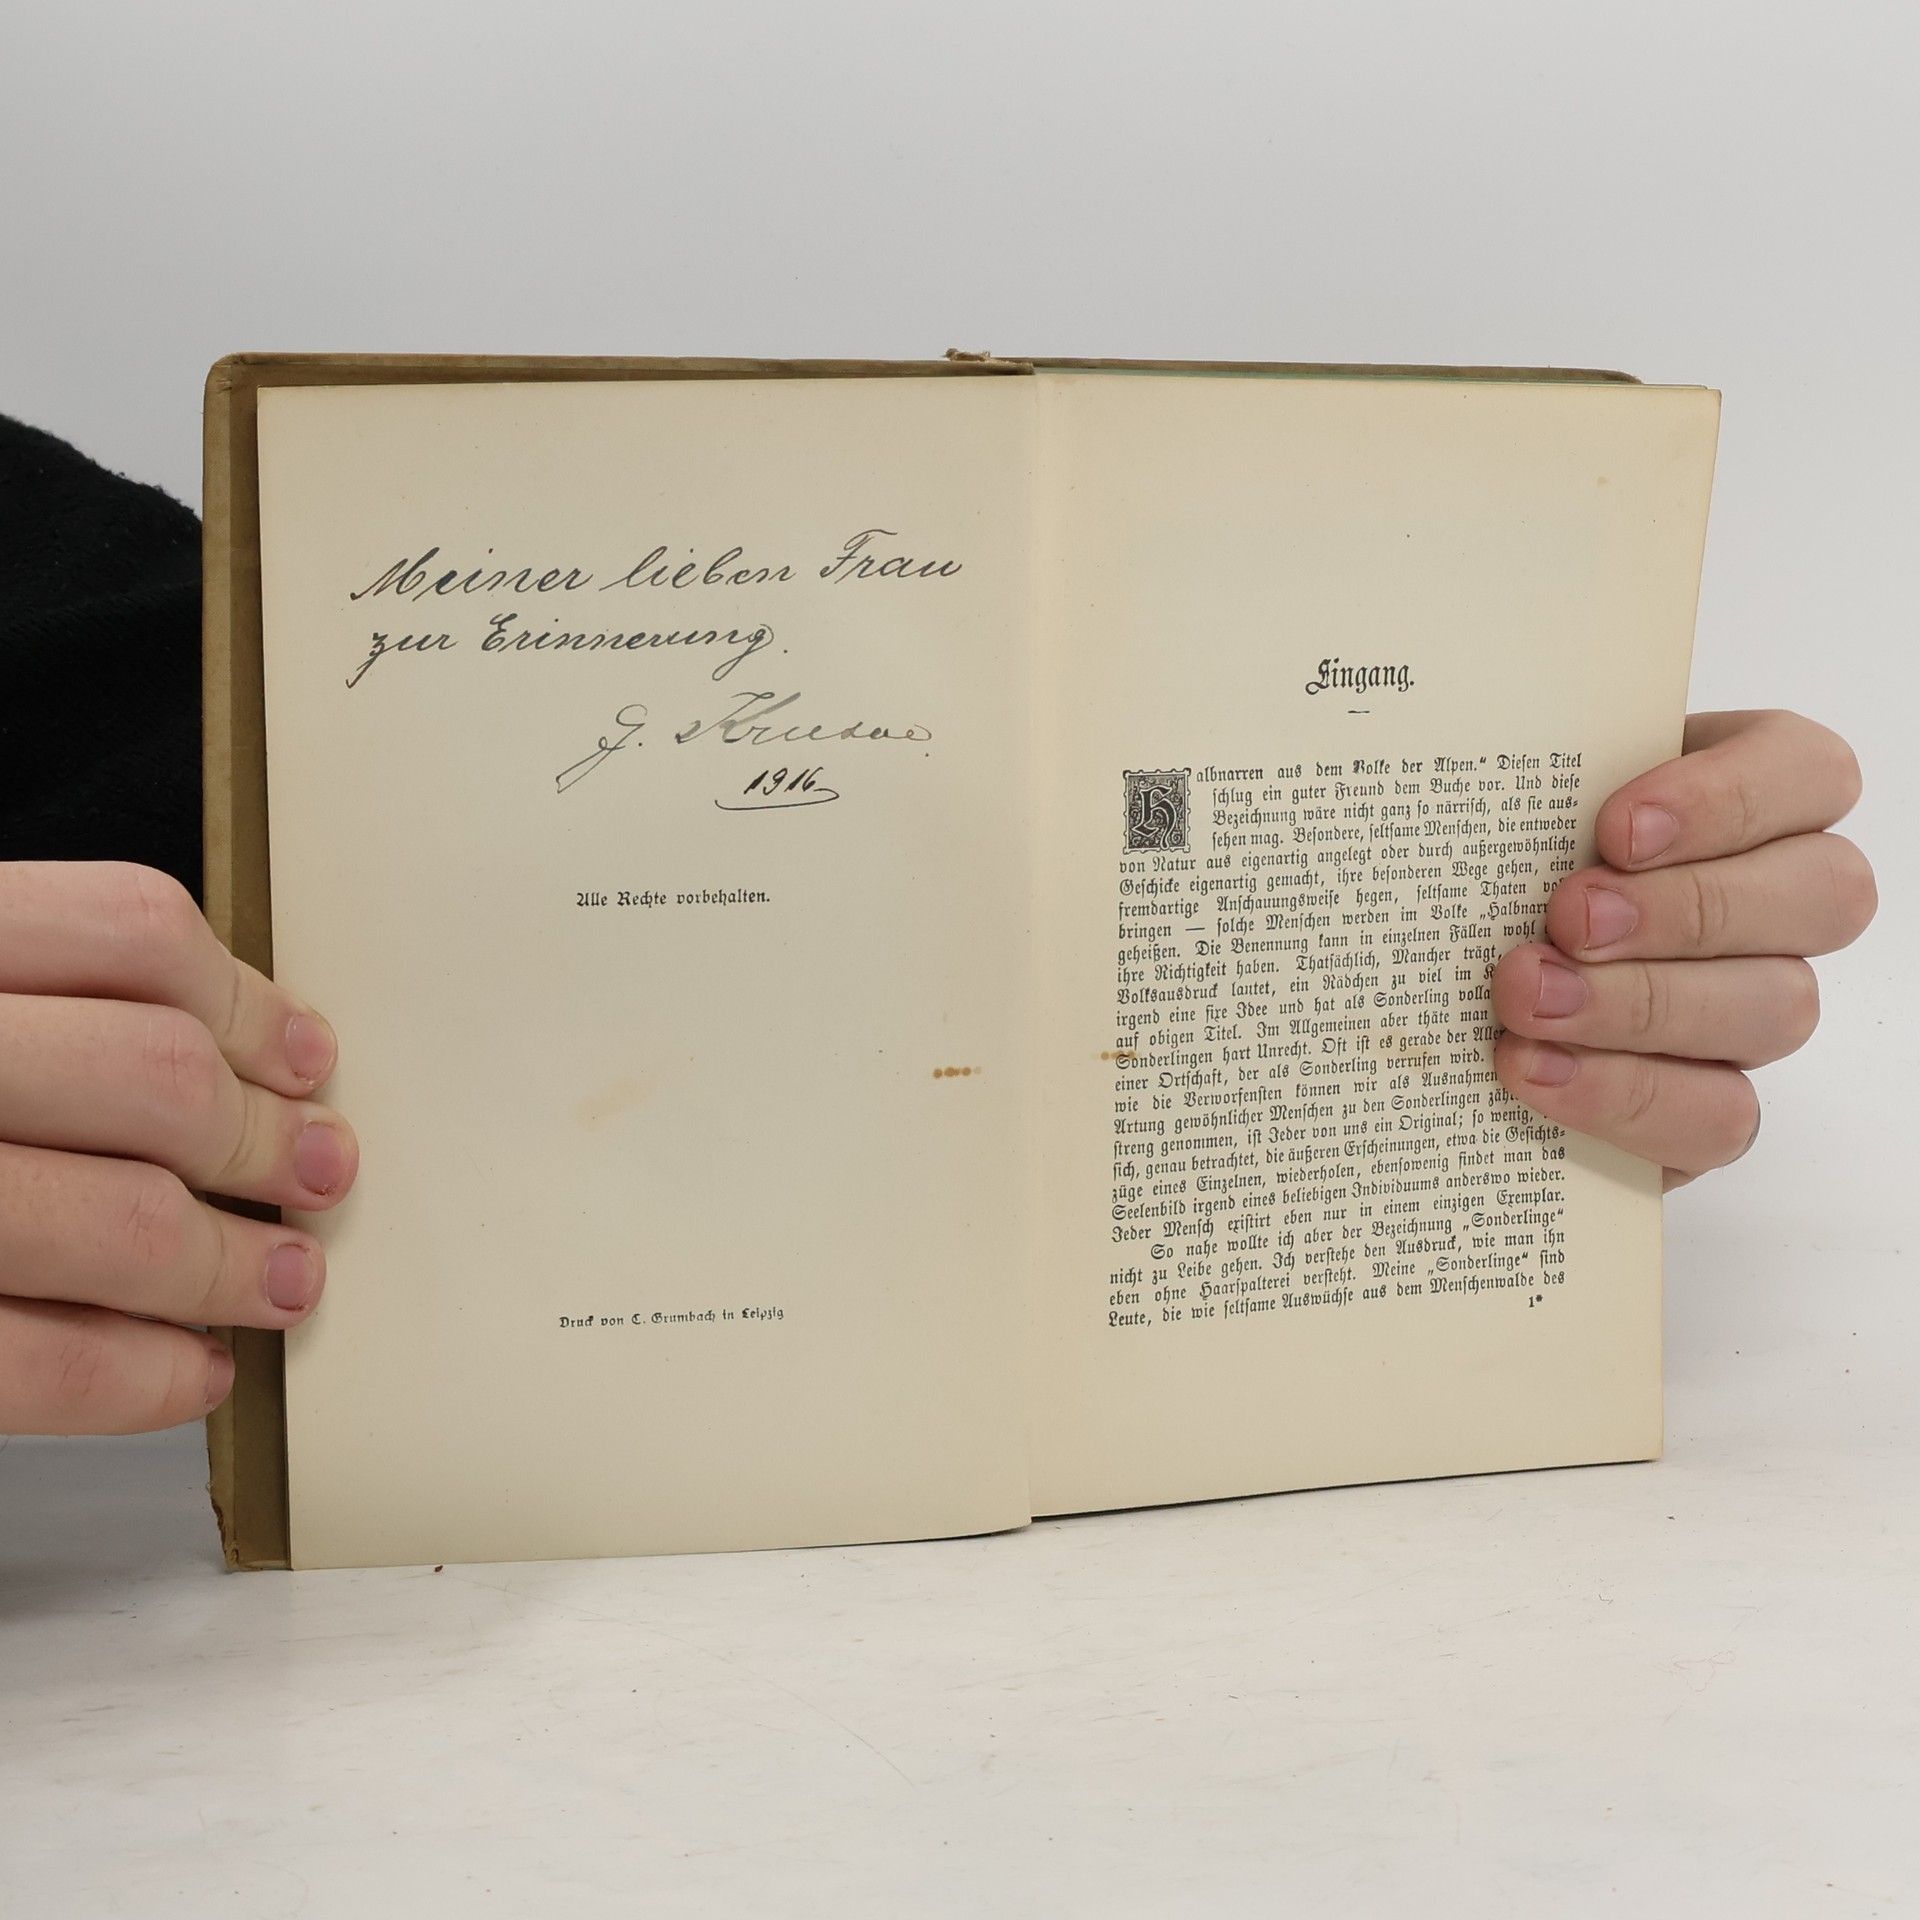 Meiner lieben Frau
zur Erinnerung.
G.
1916
Alle Rechte vorbehalten.
Druck von C. Grumbach in Leipzig
Eingang.
Halbnarren aus dem Volke der Alpen.“ Diesen Titel
ſchlug ein guter Freund dem Buche vor. Und dieſe
Bezeichnung wäre nicht ganz ſo närriſch, als ſie aus-
ſehen mag. Beſondere, ſeltſame Menſchen, die entweder
von Natur aus eigenartig angelegt oder durch außergewöhnliche
Geſchicke eigenartig gemacht, ihre beſonderen Wege gehen, eine
fremdartige Anſchauungsweiſe hegen, ſeltſame Thaten
bringen — ſolche Menſchen werden im Volke
geheißen. Die Benennung kann in einzelnen Fällen wohl
ihre Richtigkeit haben. Thatſächlich, Mancher trägt,
Volksausdruck lautet, ein Rädchen zu viel im
irgend eine fixe Idee und hat als Sonderling
auf obigen Titel. Im Allgemeinen aber thäte man
Sonderlingen hart Unrecht. Oft iſt es gerade der
einer Ortſchaft, der als Sonderling verrufen wird.
wie die Verworfenſten können wir als Ausnahmen
Artung gewöhnlicher Menſchen zu den Sonderlingen
ſtreng genommen, iſt Jeder von uns ein Original; ſo wenig,
ſich, genau betrachtet, die äußeren Erſcheinungen, etwa die Geſichts-
züge eines Einzelnen, wiederholen, ebenſowenig findet man das
Seelenbild irgend eines beliebigen Individuums anderswo wieder.
Jeder Menſch exiſtirt eben nur in einem einzigen Exemplar.
So nahe wollte ich aber der Bezeichnung „Sonderlinge“
nicht zu Leibe gehen. Ich verſtehe den Ausdruck, wie man ihn
eben ohne Haarſpalterei verſteht. Meine „Sonderlinge“ ſind
Leute, die wie ſeltſame Auswüchſe aus dem Menſchenwalde des
1*